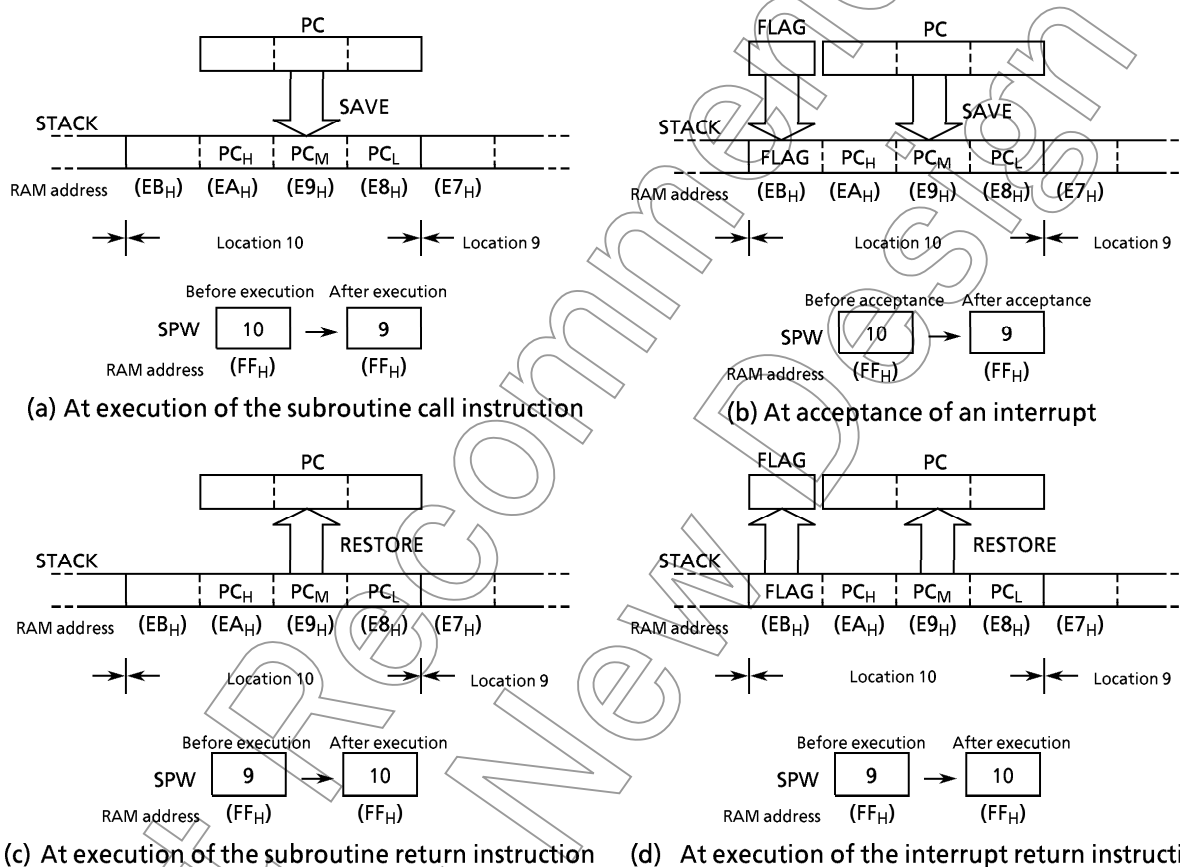 PC
SAVE
STACK
PCH PCM PCL
RAM address (EBH) (EAH) (E9H) (E8H) (E7H)
Location 10 Location 9
Before execution After execution
SPW 10 9
RAM address (FFH) (FFH)
(a) At execution of the subroutine call instruction
FLAG PC
SAVE
STACK
FLAG PCH PCM PCL
RAM address (EBH) (EAH) (E9H) (E8H) (E7H)
Location 10 Location 9
Before acceptance After acceptance
SPW 10 9
RAM address (FFH) (FFH)
(b) At acceptance of an interrupt
PC
RESTORE
STACK
PCH PCM PCL
RAM address (EBH) (EAH) (E9H) (E8H) (E7H)
Location 10 Location 9
Before execution After execution
SPW 9 10
RAM address (FFH) (FFH)
(c) At execution of the subroutine return instruction
FLAG PC
RESTORE
STACK
FLAG PCH PCM PCL
RAM address (EBH) (EAH) (E9H) (E8H) (E7H)
Location 10 Location 9
Before execution After execution
SPW 9 10
RAM address (FFH) (FFH)
(d) At execution of the interrupt return instructi
t Recommen
New Design